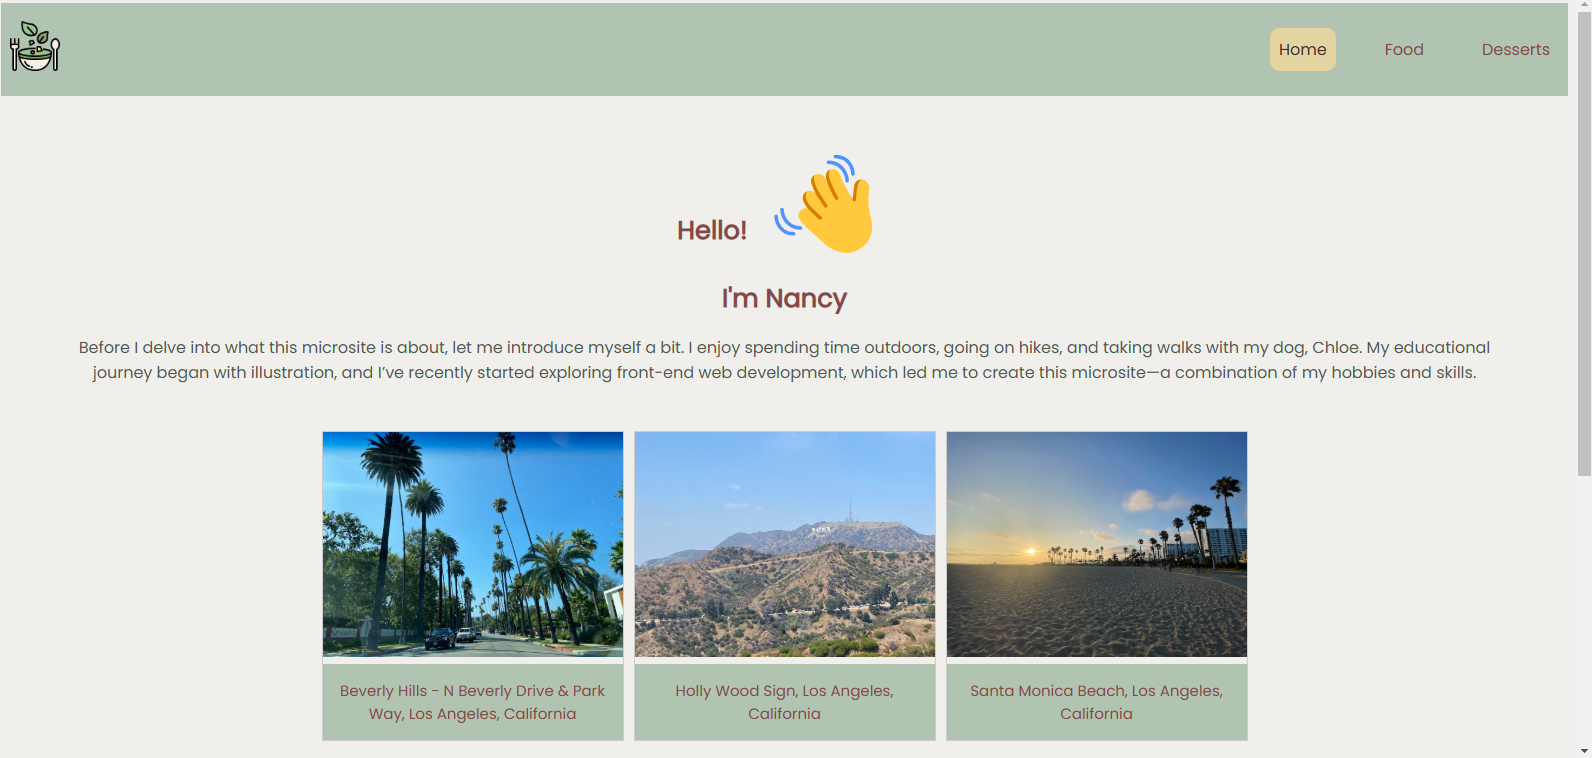 Home Food Desserts
Hello!
I'm Nancy
Before I delve into what this microsite is about, let me introduce myself a bit. I enjoy spending time outdoors, going on hikes, and taking walks with my dog, Chloe. My educational
journey began with illustration, and I’ve recently started exploring front-end web development, which led me to create this microsite—a combination of my hobbies and skills.
Beverly Hills - N Beverly Drive & Park
Way, Los Angeles, California
Holly Wood Sign, Los Angeles,
California
Santa Monica Beach, Los Angeles,
California